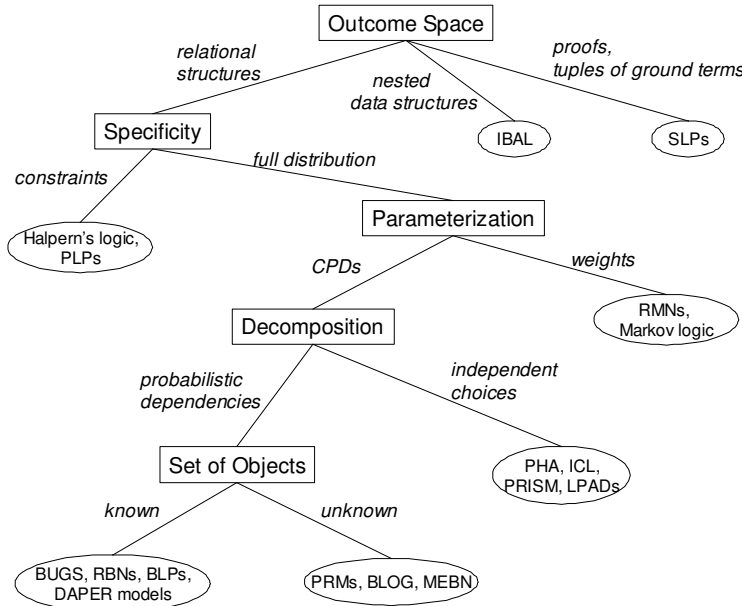 Outcome Space
relational
structures
nested
data structures
proofs,
tuples of ground terms
Specificity
IBAL
SLPs
constraints
full distribution
Halpern's logic,
PLPs
Parameterization
CPDs
weights
Decomposition
RMNs,
Markov logic
probabilistic
dependencies
independent
choices
Set of Objects
PHA, ICL,
PRISM, LPADs
known
unknown
BUGS, RBNs, BLPs,
DAPER models
PRMs, BLOG, MEBN